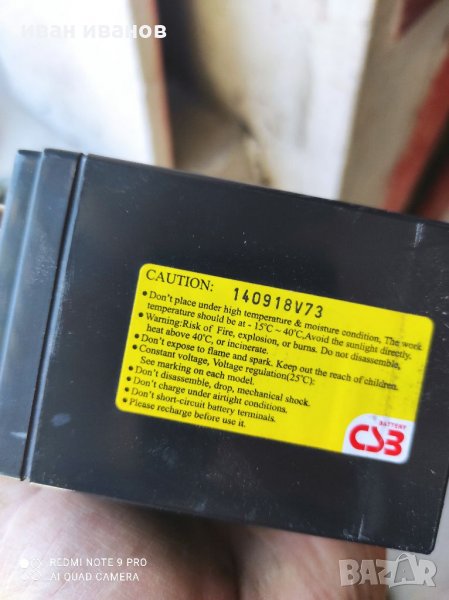 иван иванов
CAUTION: 140918V73
• Don't place under high temperature & moisture condition, The work
temperature should be at - 15℃ ~ 40℃,Avoid the sunlight directly.
• Warning:Risk of Fire, explosion, or burns. Do not disassemble,
heat above 40℃, or incinerate.
• Don't expose to flame and spark. Keep out the reach of children.
• Constant voltage, Voltage regulation(25℃):
See marking on each model.
• Don't disassemble, drop, mechanical shock.
• Don't charge under airtight conditions.
• Don't short-circuit battery terminals.
• Please recharge before use it.
BATTERY
CSB
REDMI NOTE 9 PRO
AI QUAD CAMERA
BAZAR